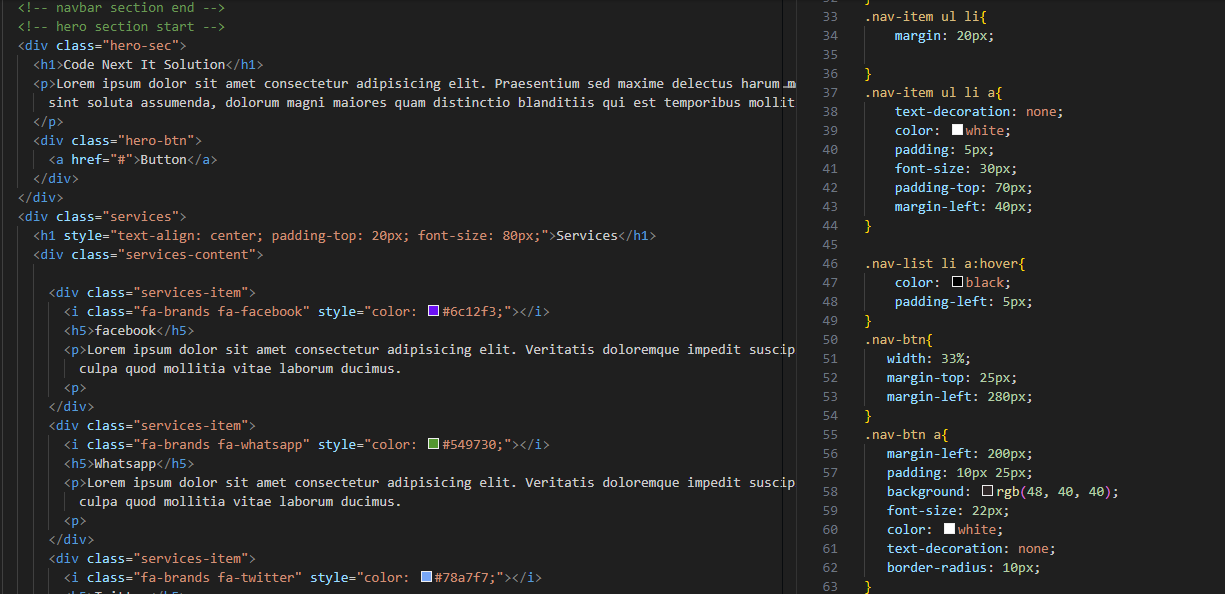 <!-- navbar section end -->
<!-- hero section start -->
<div class="hero-sec">
<h1>Code Next It Solution</h1>
<p>Lorem ipsum dolor sit amet consectetur adipisicing elit. Praesentium sed maxime delectus harum m
sint soluta assumenda, dolorum magni maiores quam distinctio blanditiis qui est temporibus mollit
</p>
<div class="hero-btn">
<a href="#">Button</a>
</div>
</div>
<div class="services">
<h1 style="text-align: center; padding-top: 20px; font-size: 80px;">Services</h1>
<div class="services-content">
<div class="services-item">
<i class="fa-brands fa-facebook" style="color: #6c12f3;"></i>
<h5>facebook</h5>
<p>Lorem ipsum dolor sit amet consectetur adipisicing elit. Veritatis doloremque impedit suscip
culpa quod mollitia vitae laborum ducimus.
<p>
</div>
<div class="services-item">
<i class="fa-brands fa-whatsapp" style="color: #549730;"></i>
<h5>Whatsapp</h5>
<p>Lorem ipsum dolor sit amet consectetur adipisicing elit. Veritatis doloremque impedit suscip
culpa quod mollitia vitae laborum ducimus.
<p>
</div>
<div class="services-item">
<i class="fa-brands fa-twitter" style="color: #78a7f7;"></i>
33 .nav-item ul li{
34 margin: 20px;
35
36 }
37 .nav-item ul li a{
38 text-decoration: none;
39 color: white;
40 padding: 5px;
41 font-size: 30px;
42 padding-top: 70px;
43 margin-left: 40px;
44 }
45
46 .nav-list li a:hover{
47 color: black;
48 padding-left: 5px;
49 }
50 .nav-btn{
51 width: 33%;
52 margin-top: 25px;
53 margin-left: 280px;
54 }
55 .nav-btn a{
56 margin-left: 200px;
57 padding: 10px 25px;
58 background: rgb(48, 40, 40);
59 font-size: 22px;
60 color: white;
61 text-decoration: none;
62 border-radius: 10px;
63 }